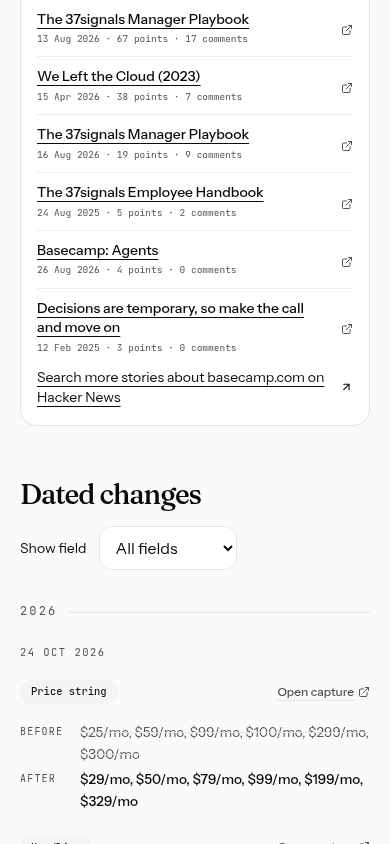 The 37signals Manager Playbook
13 Aug 2026 · 67 points · 17 comments
We Left the Cloud (2023)
15 Apr 2026 · 38 points · 7 comments
The 37signals Manager Playbook
16 Aug 2026 · 19 points · 9 comments
The 37signals Employee Handbook
24 Aug 2025 · 5 points · 2 comments
Basecamp: Agents
26 Aug 2026 · 4 points · 0 comments
Decisions are temporary, so make the call
and move on
12 Feb 2025 · 3 points · 0 comments
Search more stories about basecamp.com on
Hacker News
Dated changes
Show field All fields
2026
24 OCT 2026
Price string Open capture
BEFORE $25/mo, $59/mo, $99/mo, $100/mo, $299/mo,
$300/mo
AFTER $29/mo, $50/mo, $79/mo, $99/mo, $199/mo,
$329/mo